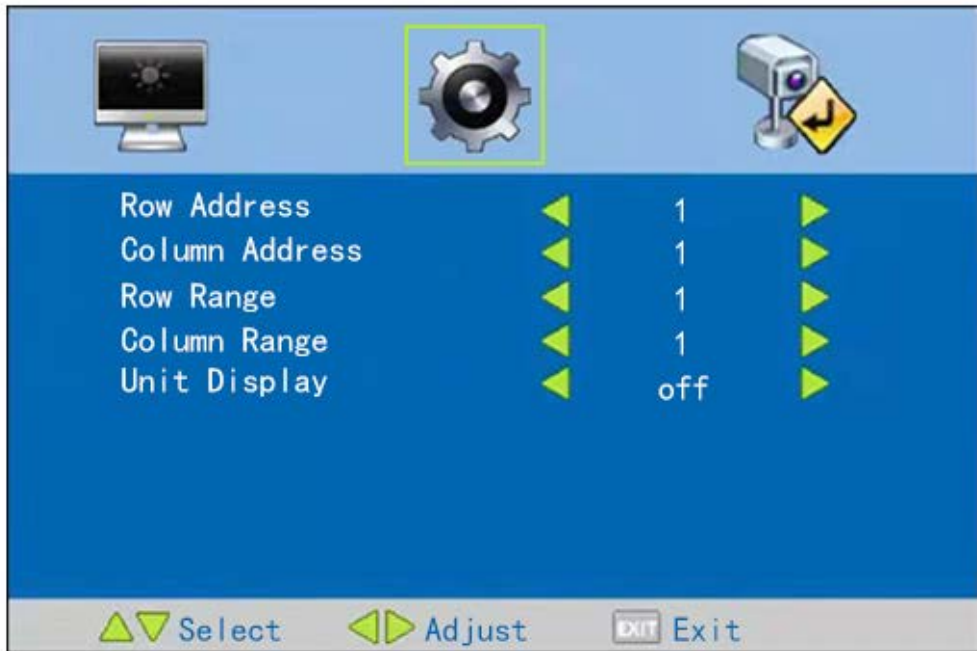 Row Address 1
Column Address 1
Row Range 1
Column Range 1
Unit Display off
Select Adjust EXIT Exit